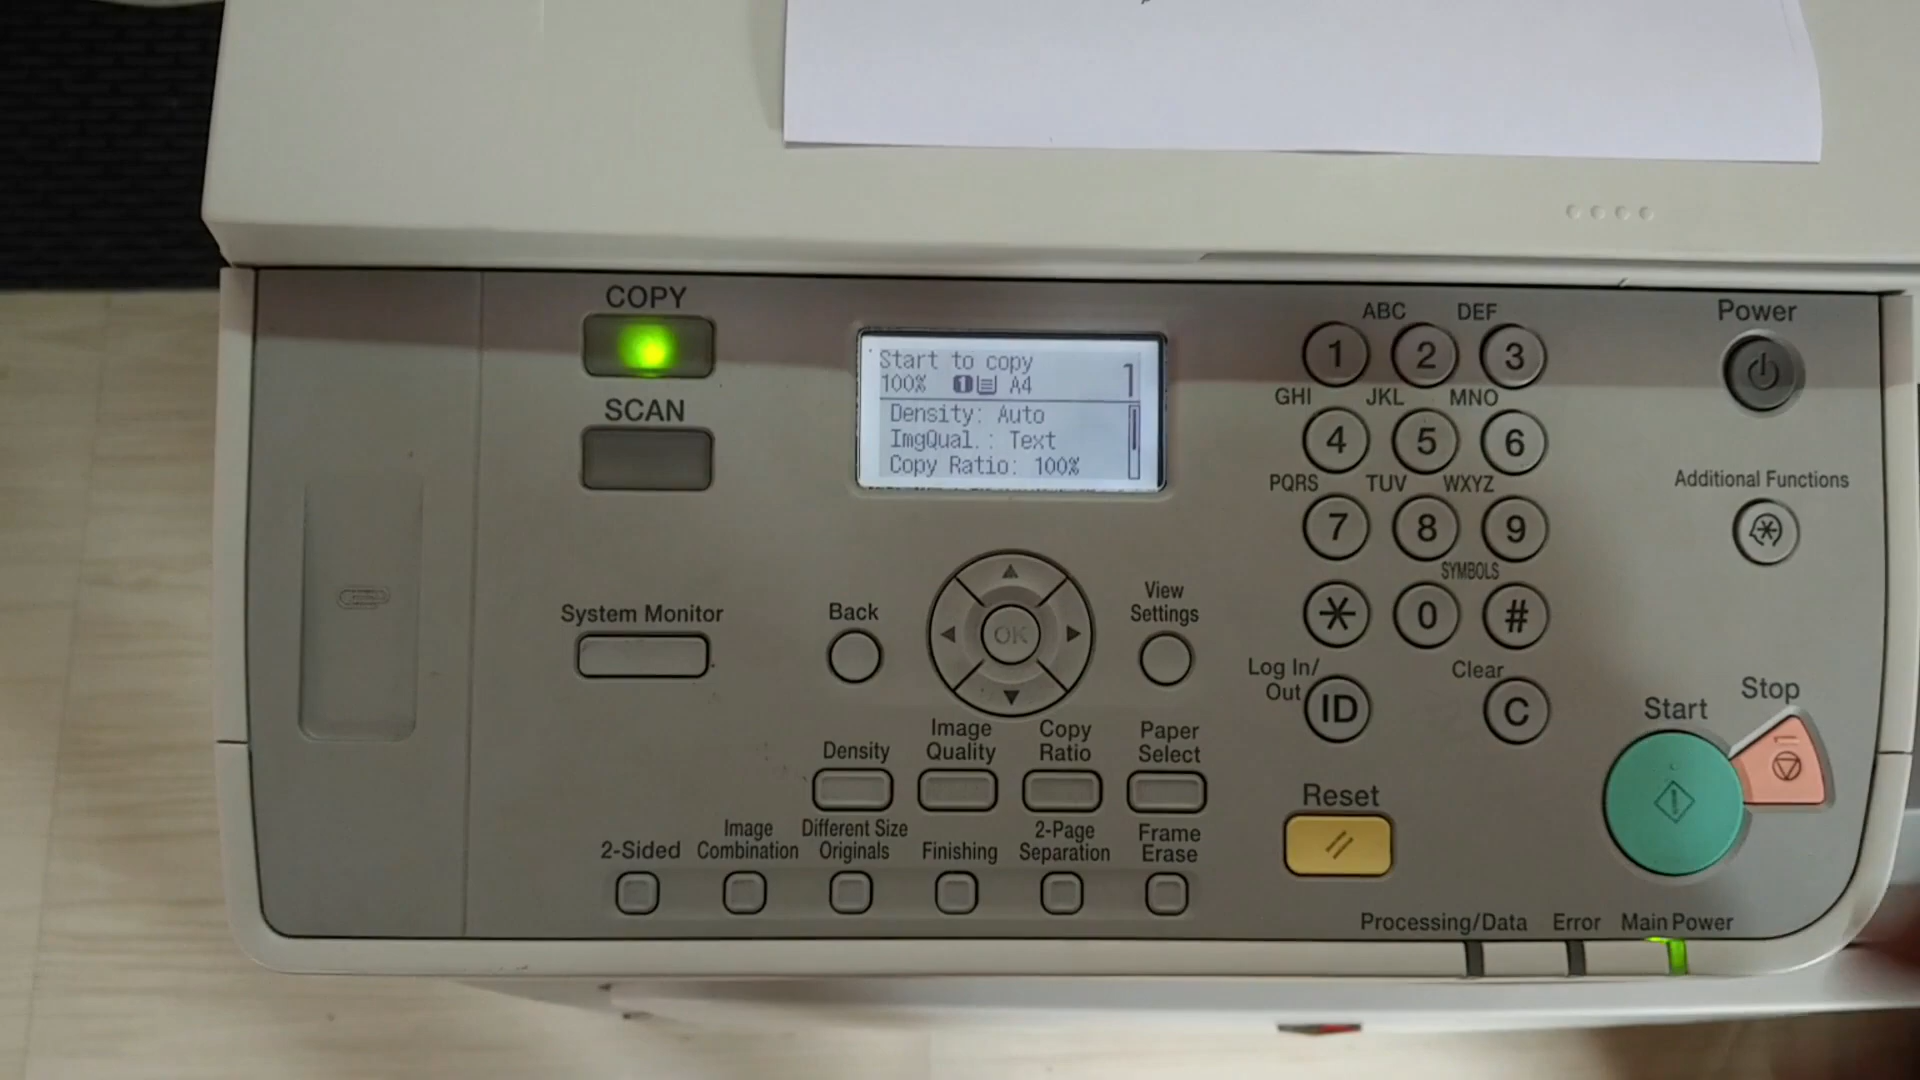 COPY
SCAN
Start to copy
100% 1 A4 1
Density: Auto
ImgQual.: Text
Copy Ratio: 100%
ABC DEF
1 2 3
GHI JKL MNO
4 5 6
PQRS TUV WXYZ
7 8 9
SYMBOLS
* 0 #
Log In/
Out
ID
Clear
C
Power
Additional Functions
System Monitor
Back
OK
View
Settings
Density
Image
Quality
Copy
Ratio
Paper
Select
2-Sided
Image
Combination
Different Size
Originals
Finishing
2-Page
Separation
Frame
Erase
Reset
Start
Stop
Processing/Data
Error
Main Power